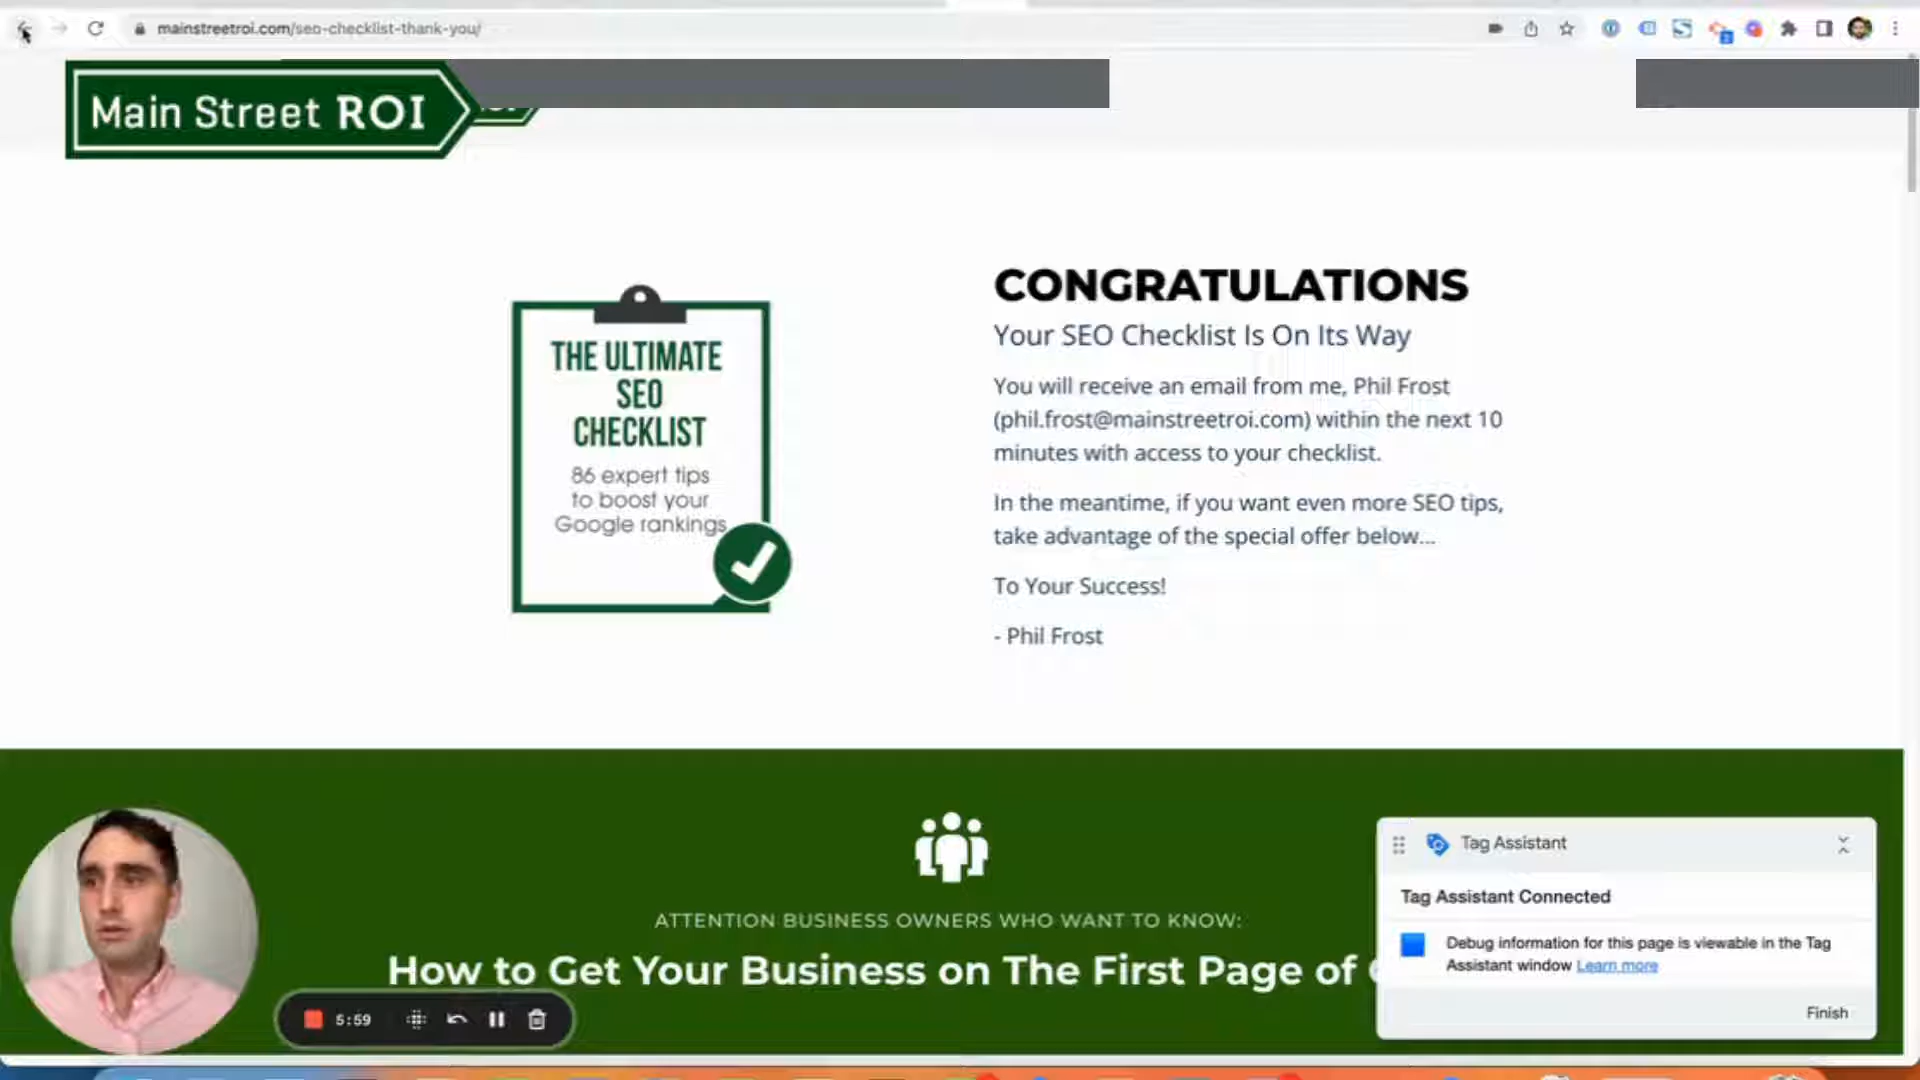 mainstreetroi.com/seo-checklist-thank-you/
Main Street ROI
THE ULTIMATE
SEO
CHECKLIST
86 expert tips
to boost your
Google rankings
CONGRATULATIONS
Your SEO Checklist Is On Its Way
You will receive an email from me, Phil Frost
(phil.frost@mainstreetroi.com) within the next 10
minutes with access to your checklist.
In the meantime, if you want even more SEO tips,
take advantage of the special offer below...
To Your Success!
- Phil Frost
ATTENTION BUSINESS OWNERS WHO WANT TO KNOW:
How to Get Your Business on The First Page of
Tag Assistant
Tag Assistant Connected
Debug information for this page is viewable in the Tag
Assistant window Learn more
Finish
5:59